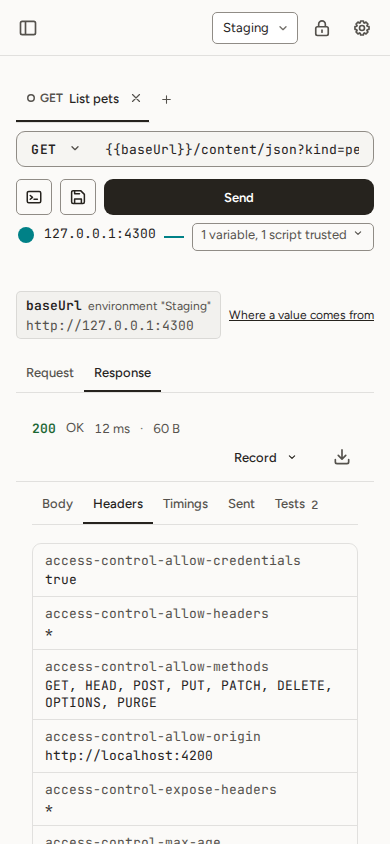 Staging
GET List pets
GET {{baseUrl}}/content/json?kind=pe
Send
127.0.0.1:4300 1 variable, 1 script trusted
baseUrl environment "Staging"
http://127.0.0.1:4300
Where a value comes from
Request Response
200 OK 12 ms · 60 B
Record
Body Headers Timings Sent Tests 2
access-control-allow-credentials
true
access-control-allow-headers
*
access-control-allow-methods
GET, HEAD, POST, PUT, PATCH, DELETE,
OPTIONS, PURGE
access-control-allow-origin
http://localhost:4200
access-control-expose-headers
*
access-control-max-age